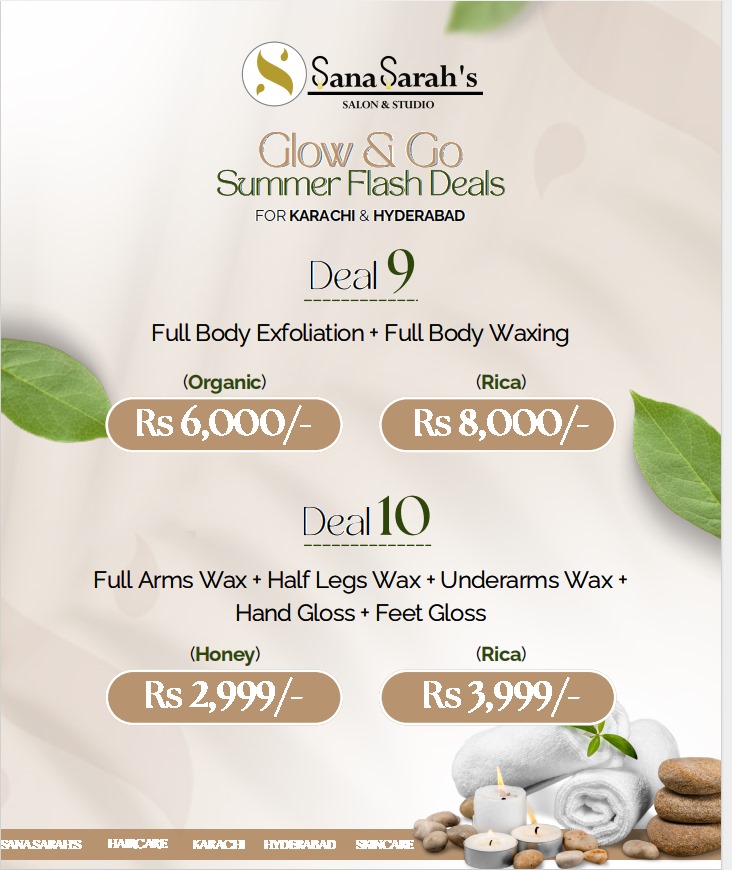 Sana Sarah's
SALON & STUDIO
Glow & Go
Summer Flash Deals
FOR KARACHI & HYDERABAD
Deal 9
Full Body Exfoliation + Full Body Waxing
(Organic) (Rica)
Rs 6,000/- Rs 8,000/-
Deal 10
Full Arms Wax + Half Legs Wax + Underarms Wax +
Hand Gloss + Feet Gloss
(Honey) (Rica)
Rs 2,999/- Rs 3,999/-
SANA SARAH'S HAIRCARE KARACHI HYDERABAD SKINCARE